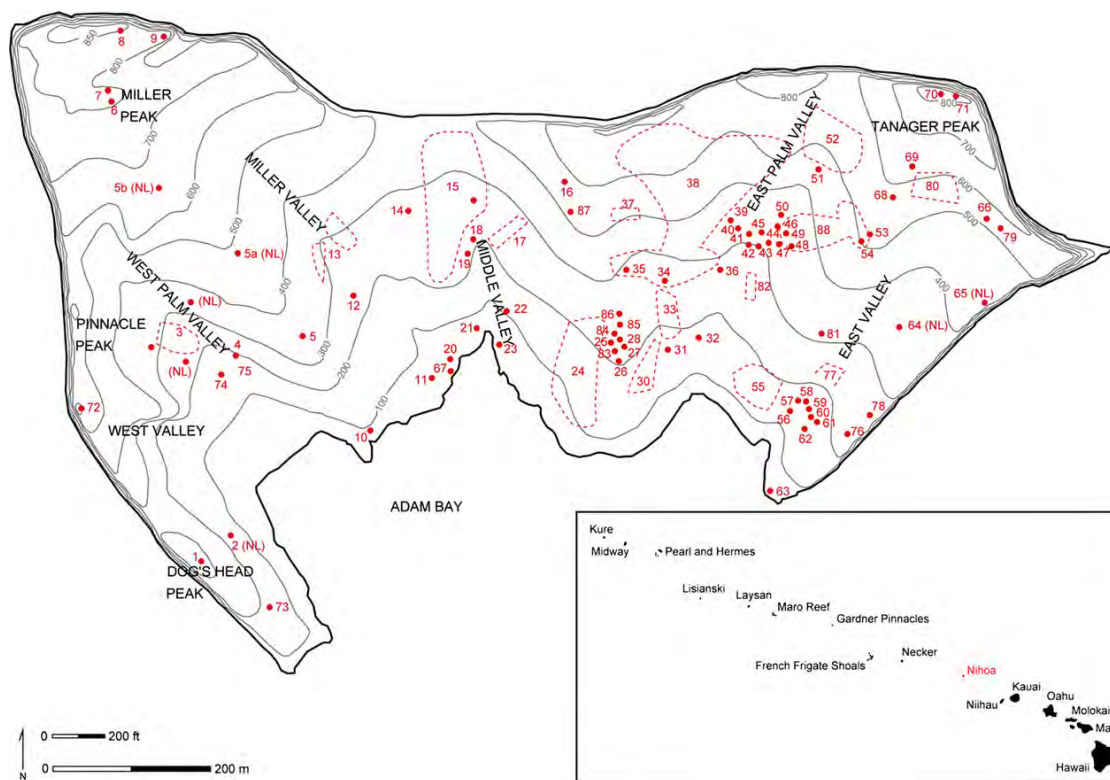 850
8
9
800
7
6
MILLER
PEAK
700
5b (NL)
600
MILLER VALLEY
500
5a (NL)
400
13
14
15
16
87
18
19
17
MIDDLE VALLEY
12
300
(NL)
WEST PALM VALLEY
PINNACLE
PEAK
3
(NL)
4
75
74
5
200
72
WEST VALLEY
100
11
67
20
21
22
23
10
ADAM BAY
2 (NL)
1
DOG'S HEAD
PEAK
73
800
EAST PALM VALLEY
52
51
38
37
70
71
800
TANAGER PEAK
700
69
68
80
600
66
79
500
39
40
41
45
50
46
44
49
42
43
47
48
88
53
54
35
34
36
82
33
400
EAST VALLEY
65 (NL)
64 (NL)
81
86
85
84
25
28
83
27
26
24
30
31
32
55
77
57
58
59
56
60
61
62
78
76
63
Kure
Midway
Pearl and Hermes
Lisianski
Laysan
Maro Reef
Gardner Pinnacles
French Frigate Shoals
Necker
Nihoa
Kauai
Niihau
Oahu
Molokai
Ma
Hawaii
0 200 ft
0 200 m
N